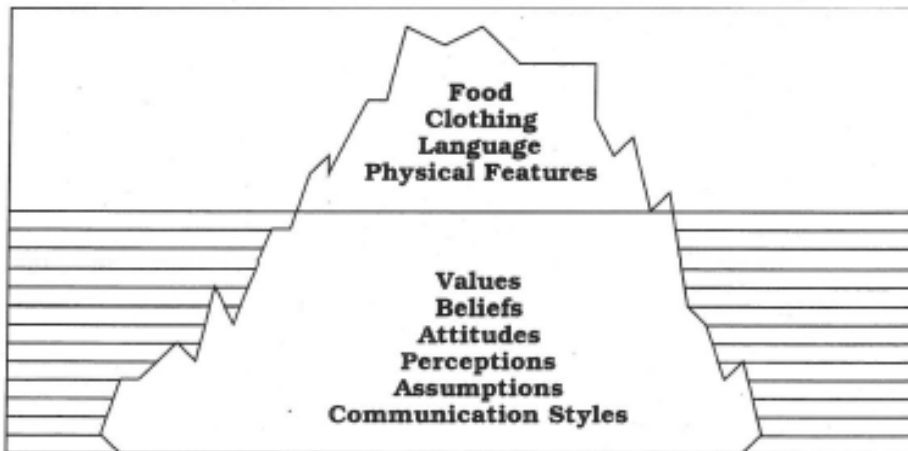 Food
Clothing
Language
Physical Features
Values
Beliefs
Attitudes
Perceptions
Assumptions
Communication Styles